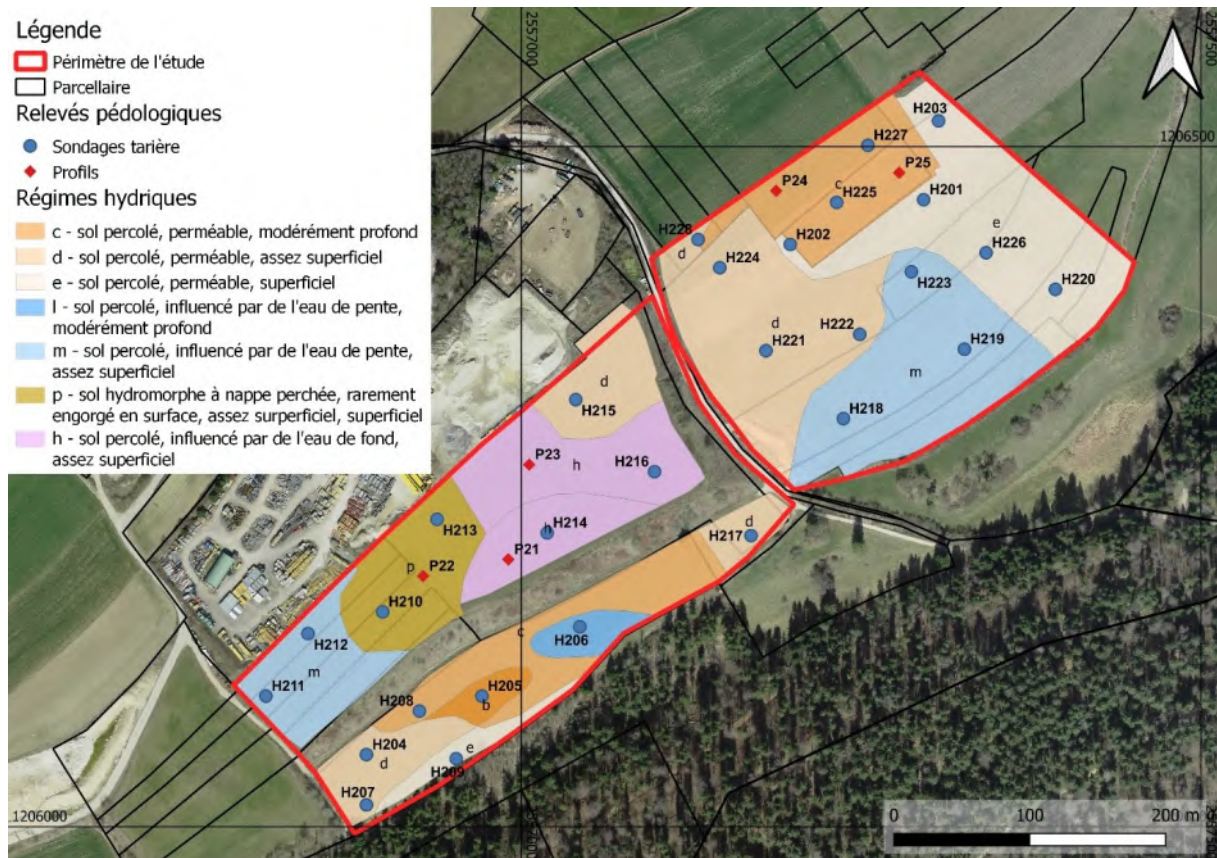 Légende
Périmètre de l'étude
Parcellaire
Relevés pédologiques
Sondages tarière
Profils
Régimes hydriques
c - sol percolé, perméable, modérément profond
d - sol percolé, perméable, assez superficiel
e - sol percolé, perméable, superficiel
l - sol percolé, influencé par de l'eau de pente,
modérément profond
m - sol percolé, influencé par de l'eau de pente,
assez superficiel
p - sol hydromorphe à nappe perchée, rarement
engorgé en surface, assez surperficiel, superficiel
h - sol percolé, influencé par de l'eau de fond,
assez superficiel
2557000
2557500
1206500
H203
H227
P25
P24
c
H225
H201
H228
d
H202
e
H226
H224
H223
H220
d
H222
H221
H219
m
H218
d
H215
P23
h
H216
H213
h
H214
d
H217
P21
p
P22
H210
c
H206
H212
m
H211
H208
H205
b
H204
d
e
H209
H207
1206000
0 100 200 m